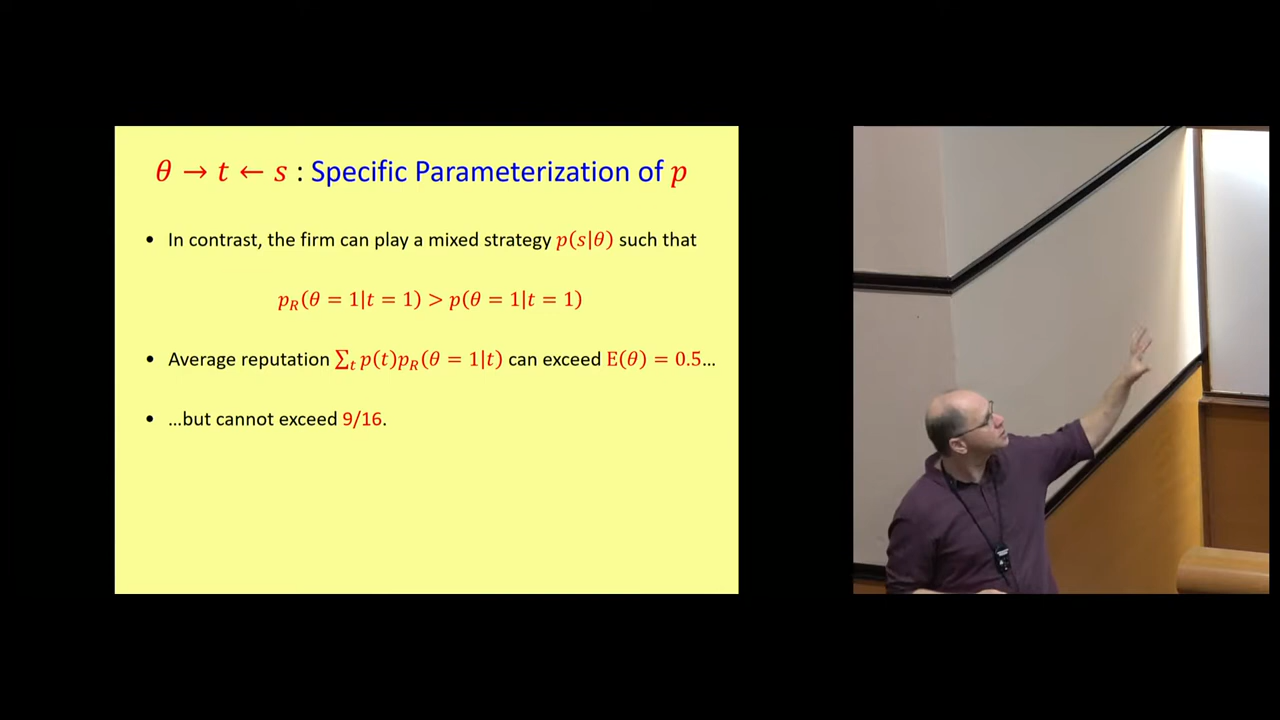 θ → t ← s : Specific Parameterization of p
• In contrast, the firm can play a mixed strategy p(s|θ) such that
p_R(θ = 1|t = 1) > p(θ = 1|t = 1)
• Average reputation ∑_t p(t)p_R(θ = 1|t) can exceed E(θ) = 0.5…
• …but cannot exceed 9/16.